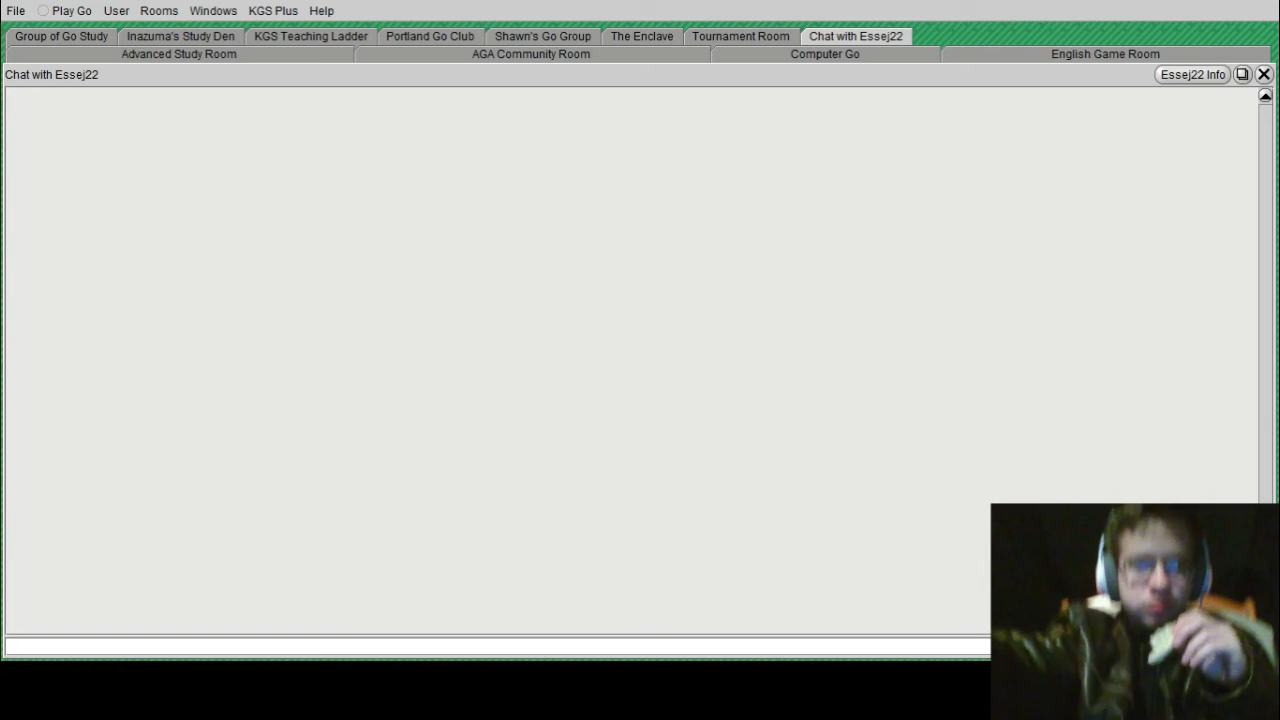 File Play Go User Rooms Windows KGS Plus Help
Group of Go Study Inazuma's Study Den KGS Teaching Ladder Portland Go Club Shawn's Go Group The Enclave Tournament Room Chat with Essej22
Advanced Study Room AGA Community Room Computer Go English Game Room
Chat with Essej22 Essej22 Info